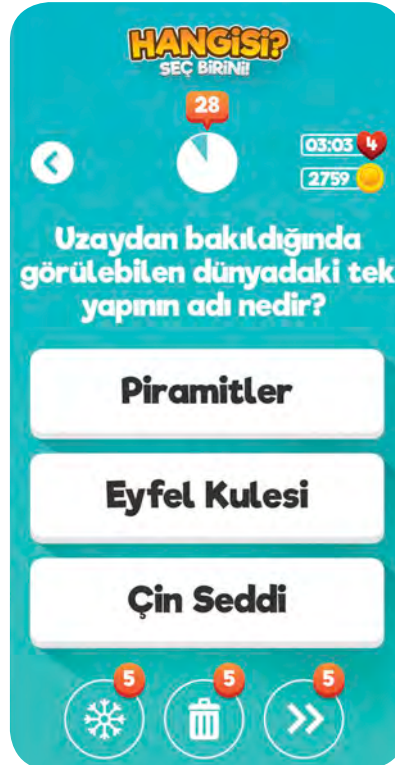 HANGİSİ?
SEÇ BİRİNİ!
28
03:03 4
2759
Uzaydan bakıldığında
görülebilen dünyadaki tek
yapının adı nedir?
Piramitler
Eyfel Kulesi
Çin Seddi
5 5 5